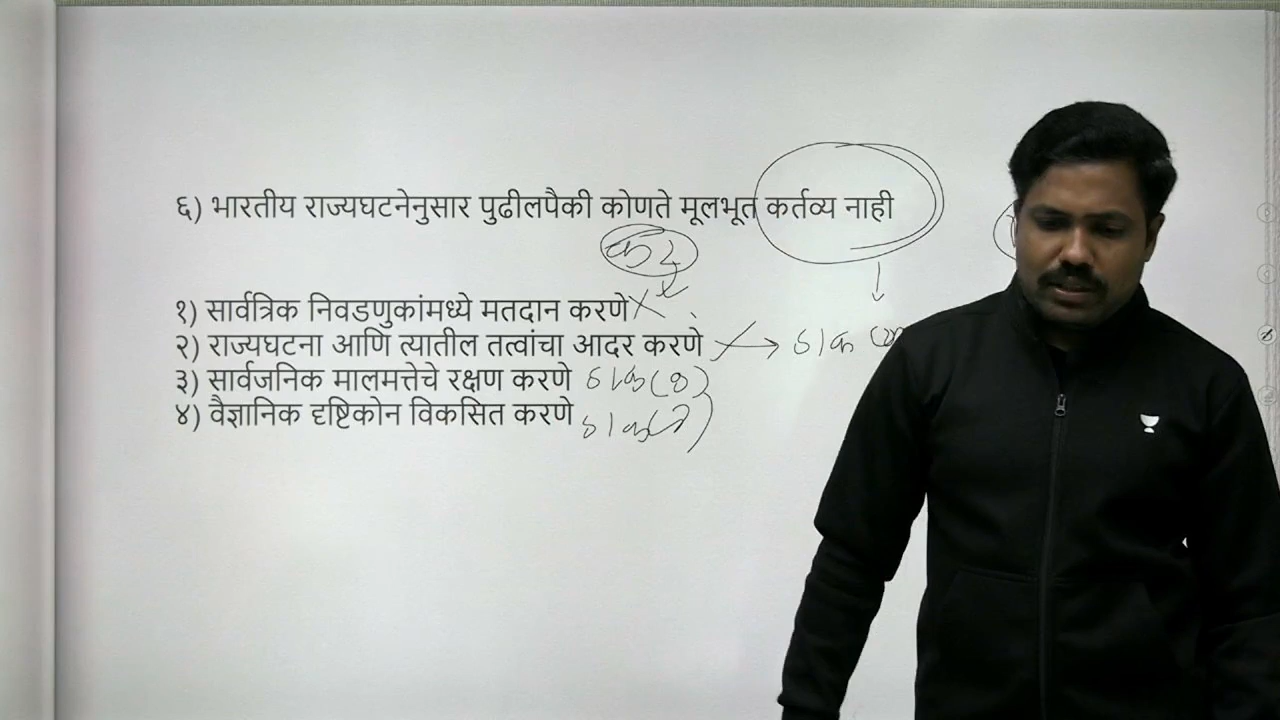 ६) भारतीय राज्यघटनेनुसार पुढीलपैकी कोणते मूलभूत कर्तव्य नाही
१) सार्वत्रिक निवडणुकांमध्ये मतदान करणे
२) राज्यघटना आणि त्यातील तत्वांचा आदर करणे
३) सार्वजनिक मालमत्तेचे रक्षण करणे
४) वैज्ञानिक दृष्टिकोन विकसित करणे